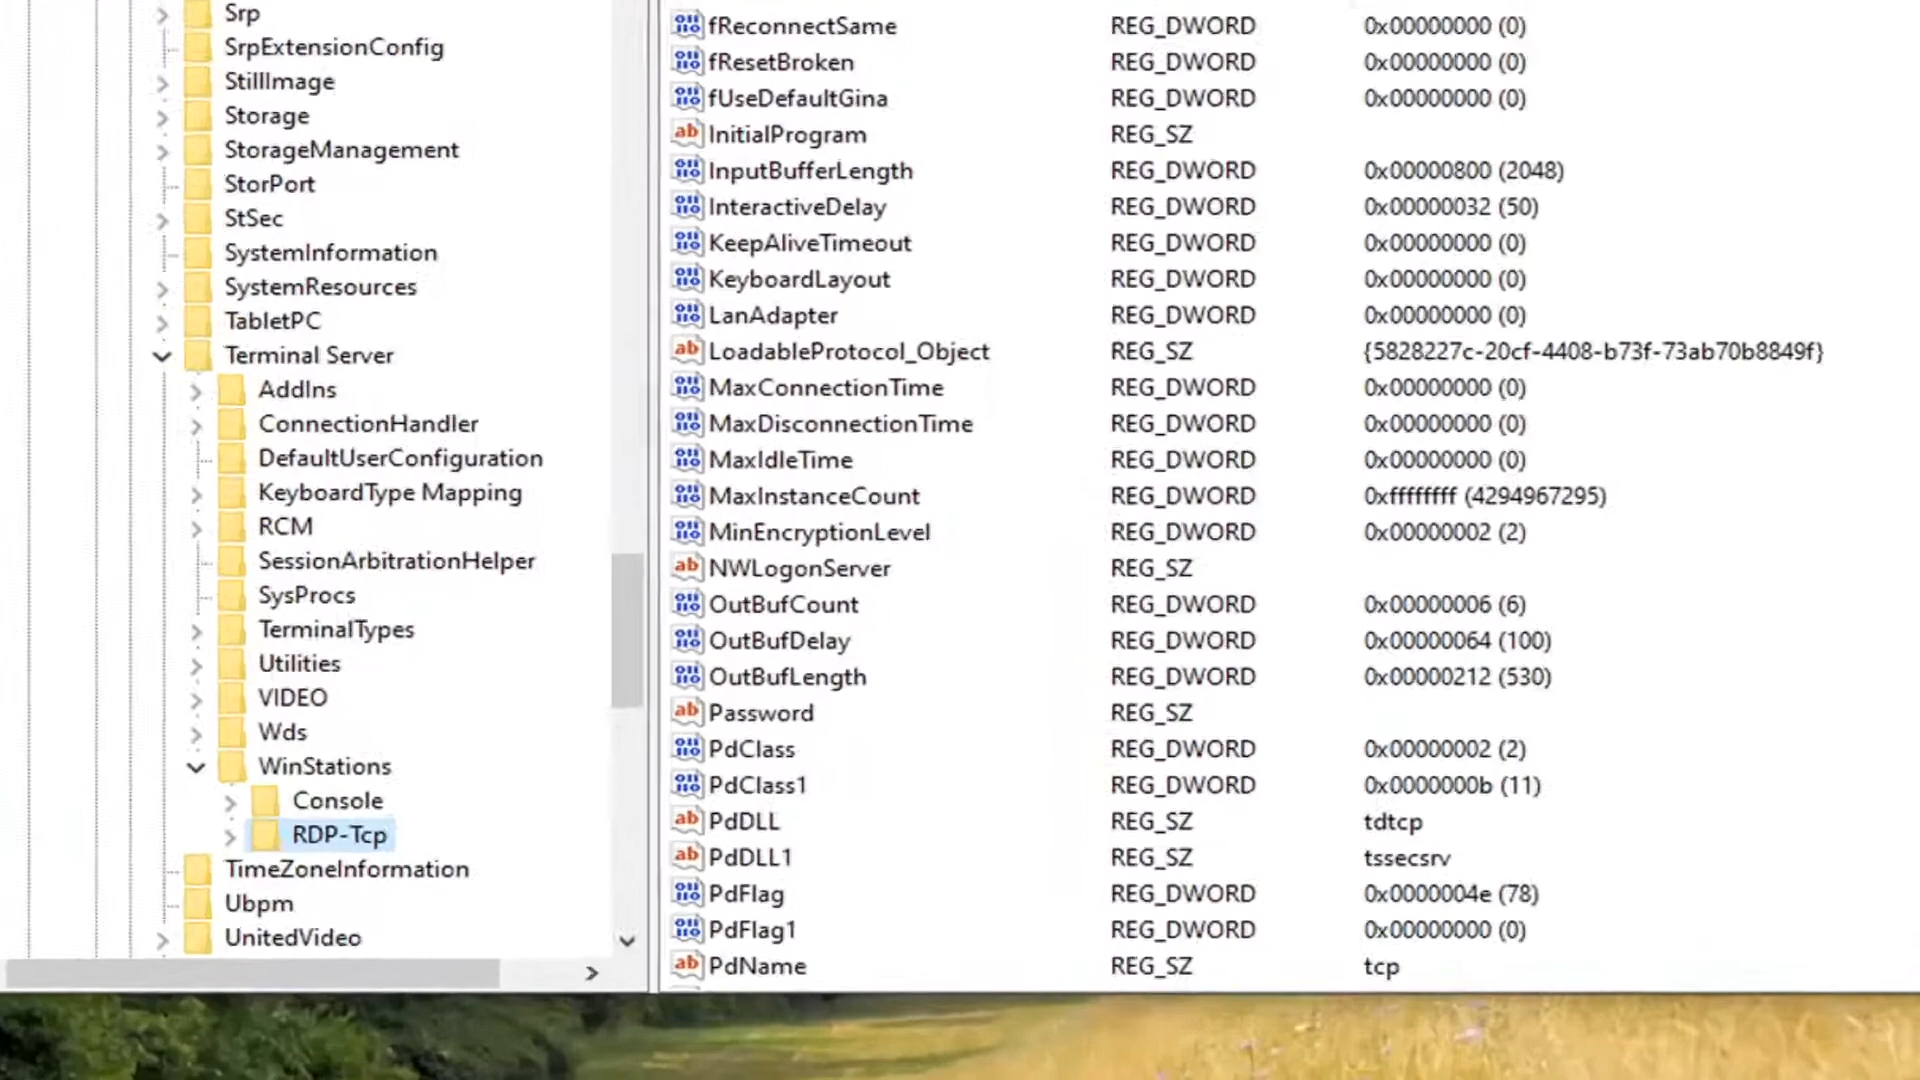 Srp
SrpExtensionConfig
StillImage
Storage
StorageManagement
StorPort
StSec
SystemInformation
SystemResources
TabletPC
Terminal Server
AddIns
ConnectionHandler
DefaultUserConfiguration
KeyboardType Mapping
RCM
SessionArbitrationHelper
SysProcs
TerminalTypes
Utilities
VIDEO
Wds
WinStations
Console
RDP-Tcp
TimeZoneInformation
Ubpm
UnitedVideo
fReconnectSame REG_DWORD 0x00000000 (0)
fResetBroken REG_DWORD 0x00000000 (0)
fUseDefaultGina REG_DWORD 0x00000000 (0)
InitialProgram REG_SZ
InputBufferLength REG_DWORD 0x00000800 (2048)
InteractiveDelay REG_DWORD 0x00000032 (50)
KeepAliveTimeout REG_DWORD 0x00000000 (0)
KeyboardLayout REG_DWORD 0x00000000 (0)
LanAdapter REG_DWORD 0x00000000 (0)
LoadableProtocol_Object REG_SZ {5828227c-20cf-4408-b73f-73ab70b8849f}
MaxConnectionTime REG_DWORD 0x00000000 (0)
MaxDisconnectionTime REG_DWORD 0x00000000 (0)
MaxIdleTime REG_DWORD 0x00000000 (0)
MaxInstanceCount REG_DWORD 0xffffffff (4294967295)
MinEncryptionLevel REG_DWORD 0x00000002 (2)
NWLogonServer REG_SZ
OutBufCount REG_DWORD 0x00000006 (6)
OutBufDelay REG_DWORD 0x00000064 (100)
OutBufLength REG_DWORD 0x00000212 (530)
Password REG_SZ
PdClass REG_DWORD 0x00000002 (2)
PdClass1 REG_DWORD 0x0000000b (11)
PdDLL REG_SZ tdtcp
PdDLL1 REG_SZ tssecsrv
PdFlag REG_DWORD 0x0000004e (78)
PdFlag1 REG_DWORD 0x00000000 (0)
PdName REG_SZ tcp